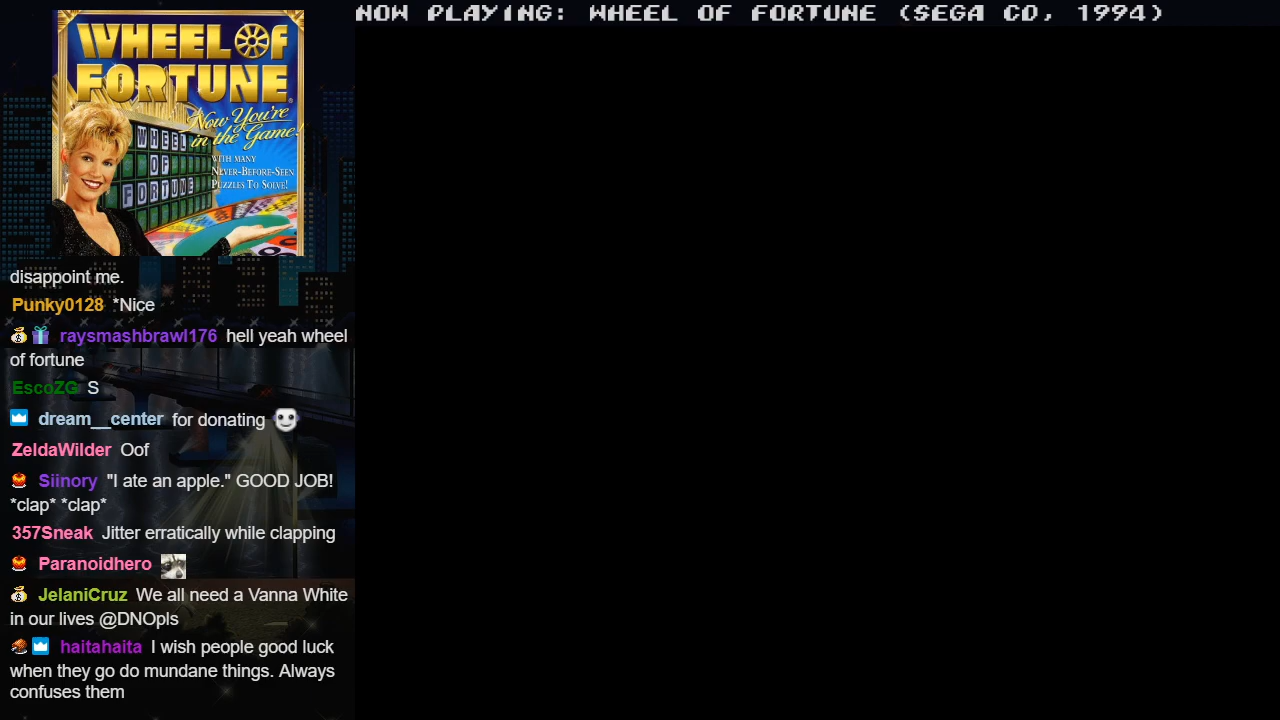 NOW PLAYING: WHEEL OF FORTUNE (SEGA CD, 1994)
WHEEL OF
FORTUNE
Now You're
in the Game!
WITH MANY
NEVER-BEFORE-SEEN
PUZZLES TO SOLVE!
WHEEL
OF
FORTUNE
disappoint me.
Punky0128 *Nice
raysmashbrawl176 hell yeah wheel
of fortune
EscoZG S
dream__center for donating
ZeldaWilder Oof
Siinory "I ate an apple." GOOD JOB!
*clap* *clap*
357Sneak Jitter erratically while clapping
Paranoidhero
JelaniCruz We all need a Vanna White
in our lives @DNOpls
haitahaita I wish people good luck
when they go do mundane things. Always
confuses them